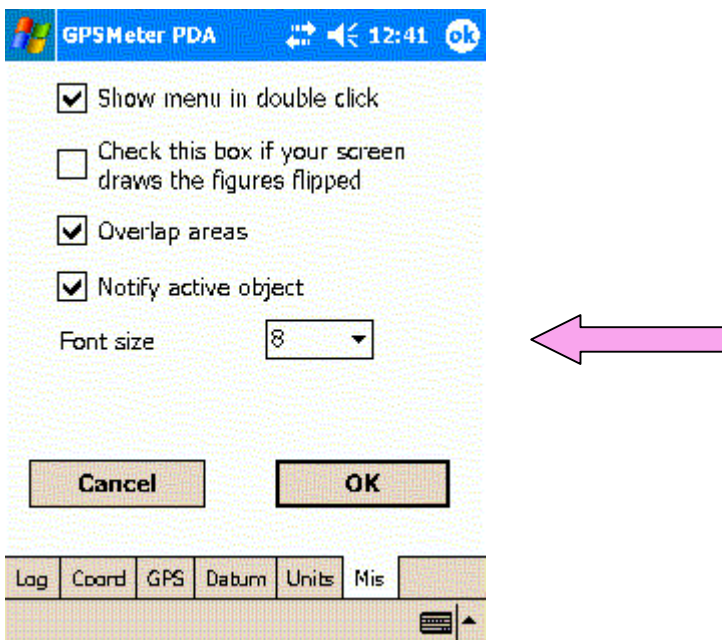 GPSMeter PDA 12:41 ok
Show menu in double click
Check this box if your screen
draws the figures flipped
Overlap areas
Notify active object
Font size 8
Cancel OK
Log Coord GPS Datum Units Mis